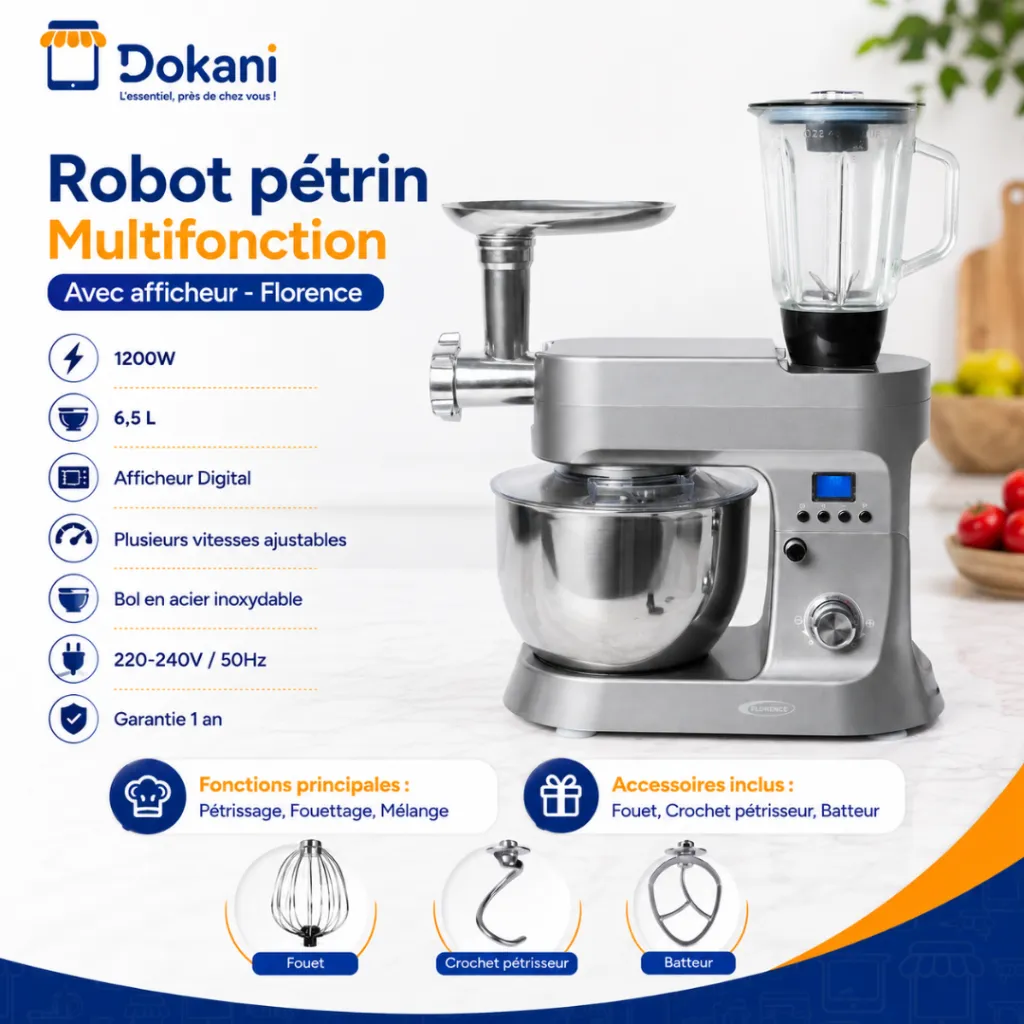 Dokani
L'essentiel, près de chez vous !
Robot pétrin
Multifonction
Avec afficheur - Florence
1200W
6,5 L
Afficheur Digital
Plusieurs vitesses ajustables
Bol en acier inoxydable
220-240V / 50Hz
Garantie 1 an
FLORENCE
Fonctions principales :
Pétrissage, Fouettage, Mélange
Accessoires inclus :
Fouet, Crochet pétrisseur, Batteur
Fouet
Crochet pétrisseur
Batteur